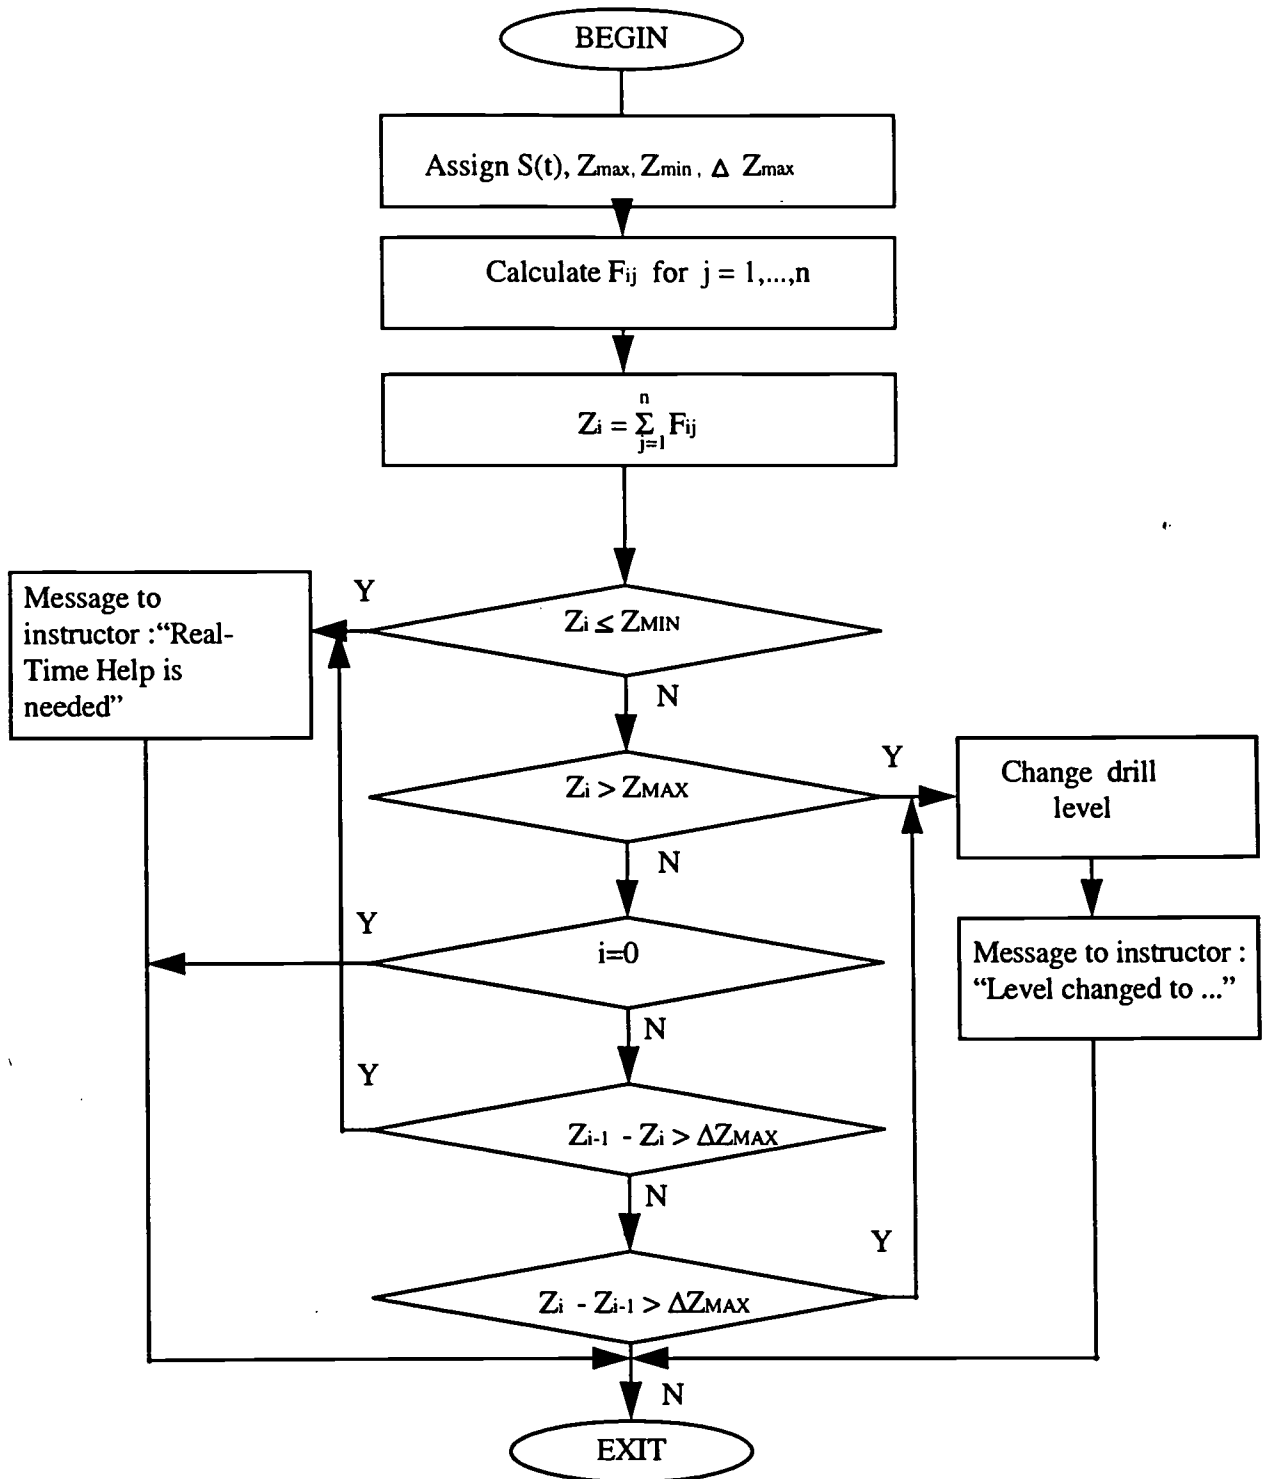 BEGIN
Assign S(t), Zmax, Zmin, Δ Zmax
Calculate Fij for j = 1,...,n
n
Zi = Σ Fij
j=1
Y
Zi ≤ ZMIN
Message to
instructor :“Real-
Time Help is
needed”
N
Y
Zi > ZMAX
Change drill
level
N
Y
i=0
Message to instructor :
“Level changed to ...”
N
Y
Zi-1 - Zi > ΔZMAX
N
Y
Zi - Zi-1 > ΔZMAX
N
EXIT